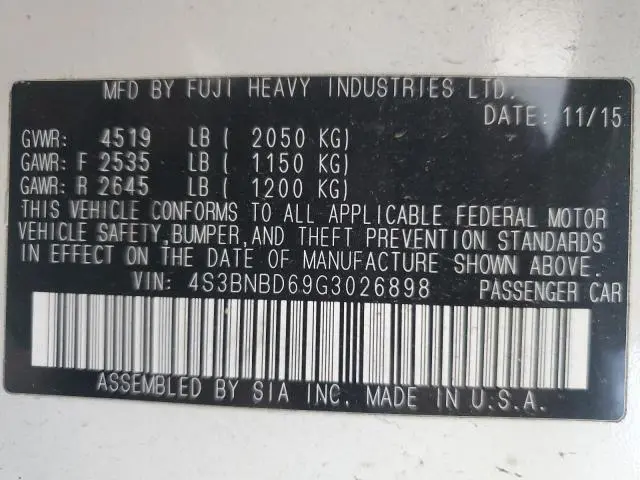 MFD BY FUJI HEAVY INDUSTRIES LTD.
DATE: 11/15
GVWR: 4519 LB ( 2050 KG)
GAWR: F 2535 LB ( 1150 KG)
GAWR: R 2645 LB ( 1200 KG)
THIS VEHICLE CONFORMS TO ALL APPLICABLE FEDERAL MOTOR
VEHICLE SAFETY,BUMPER,AND THEFT PREVENTION STANDARDS
IN EFFECT ON THE DATE OF MANUFACTURE SHOWN ABOVE.
VIN: 4S3BNBD69G3026898 PASSENGER CAR
ASSEMBLED BY SIA INC. MADE IN U.S.A.